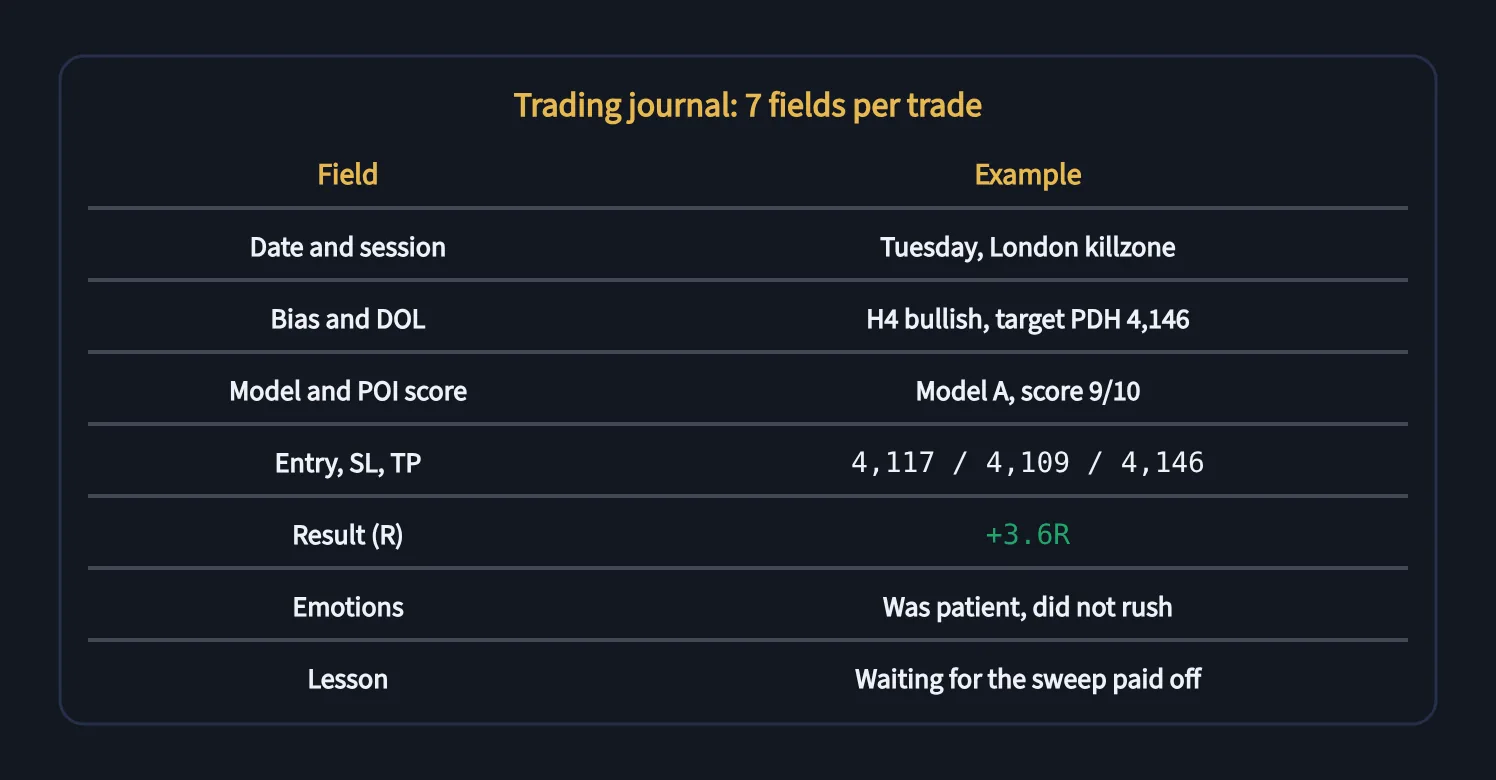 Trading journal: 7 fields per trade
Field Example
Date and session Tuesday, London killzone
Bias and DOL H4 bullish, target PDH 4,146
Model and POI score Model A, score 9/10
Entry, SL, TP 4,117 / 4,109 / 4,146
Result (R) +3.6R
Emotions Was patient, did not rush
Lesson Waiting for the sweep paid off